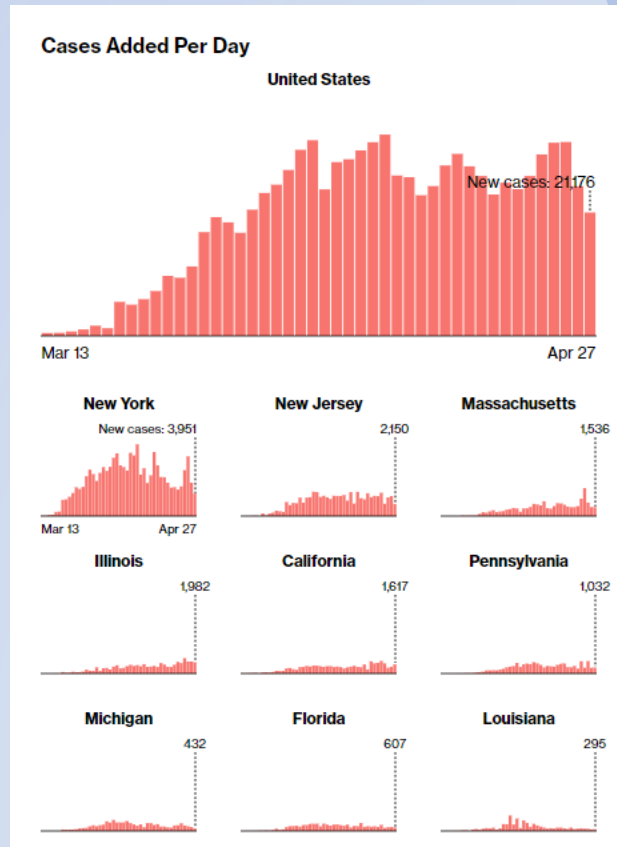 Cases Added Per Day
United States
New cases: 21,176
Mar 13 Apr 27
New York New Jersey Massachusetts
New cases: 3,951 2,150 1,536
Mar 13 Apr 27
Illinois California Pennsylvania
1,982 1,617 1,032
Michigan Florida Louisiana
432 607 295